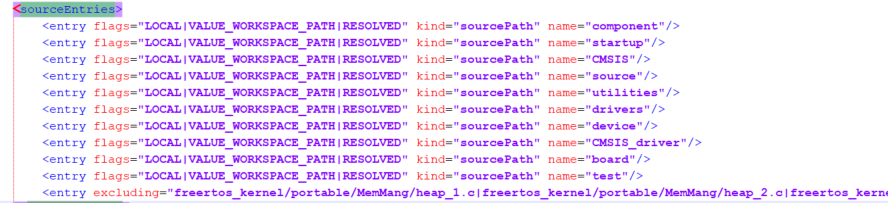 <sourceEntries>
<entry flags="LOCAL|VALUE_WORKSPACE_PATH|RESOLVED" kind="sourcePath" name="component"/>
<entry flags="LOCAL|VALUE_WORKSPACE_PATH|RESOLVED" kind="sourcePath" name="startup"/>
<entry flags="LOCAL|VALUE_WORKSPACE_PATH|RESOLVED" kind="sourcePath" name="CMSIS"/>
<entry flags="LOCAL|VALUE_WORKSPACE_PATH|RESOLVED" kind="sourcePath" name="source"/>
<entry flags="LOCAL|VALUE_WORKSPACE_PATH|RESOLVED" kind="sourcePath" name="utilities"/>
<entry flags="LOCAL|VALUE_WORKSPACE_PATH|RESOLVED" kind="sourcePath" name="drivers"/>
<entry flags="LOCAL|VALUE_WORKSPACE_PATH|RESOLVED" kind="sourcePath" name="device"/>
<entry flags="LOCAL|VALUE_WORKSPACE_PATH|RESOLVED" kind="sourcePath" name="CMSIS_driver"/>
<entry flags="LOCAL|VALUE_WORKSPACE_PATH|RESOLVED" kind="sourcePath" name="board"/>
<entry flags="LOCAL|VALUE_WORKSPACE_PATH|RESOLVED" kind="sourcePath" name="test"/>
<entry excluding="freertos_kernel/portable/MemMang/heap_1.c|freertos_kernel/portable/MemMang/heap_2.c|freertos_kerne